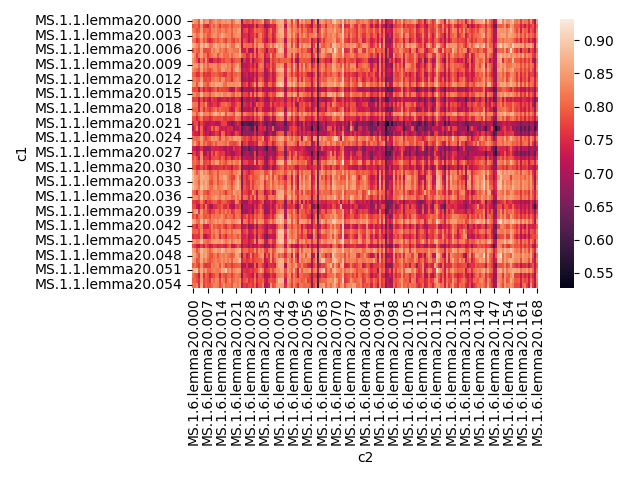 MS.1.1.lemma20.000
MS.1.1.lemma20.003
MS.1.1.lemma20.006
MS.1.1.lemma20.009
MS.1.1.lemma20.012
MS.1.1.lemma20.015
MS.1.1.lemma20.018
MS.1.1.lemma20.021
MS.1.1.lemma20.024
MS.1.1.lemma20.027
MS.1.1.lemma20.030
MS.1.1.lemma20.033
MS.1.1.lemma20.036
MS.1.1.lemma20.039
MS.1.1.lemma20.042
MS.1.1.lemma20.045
MS.1.1.lemma20.048
MS.1.1.lemma20.051
MS.1.1.lemma20.054
c1
MS.1.6.lemma20.000
MS.1.6.lemma20.007
MS.1.6.lemma20.014
MS.1.6.lemma20.021
MS.1.6.lemma20.028
MS.1.6.lemma20.035
MS.1.6.lemma20.042
MS.1.6.lemma20.049
MS.1.6.lemma20.056
MS.1.6.lemma20.063
MS.1.6.lemma20.070
MS.1.6.lemma20.077
MS.1.6.lemma20.084
MS.1.6.lemma20.091
MS.1.6.lemma20.098
MS.1.6.lemma20.105
MS.1.6.lemma20.112
MS.1.6.lemma20.119
MS.1.6.lemma20.126
MS.1.6.lemma20.133
MS.1.6.lemma20.140
MS.1.6.lemma20.147
MS.1.6.lemma20.154
MS.1.6.lemma20.161
MS.1.6.lemma20.168
c2
0.90
0.85
0.80
0.75
0.70
0.65
0.60
0.55